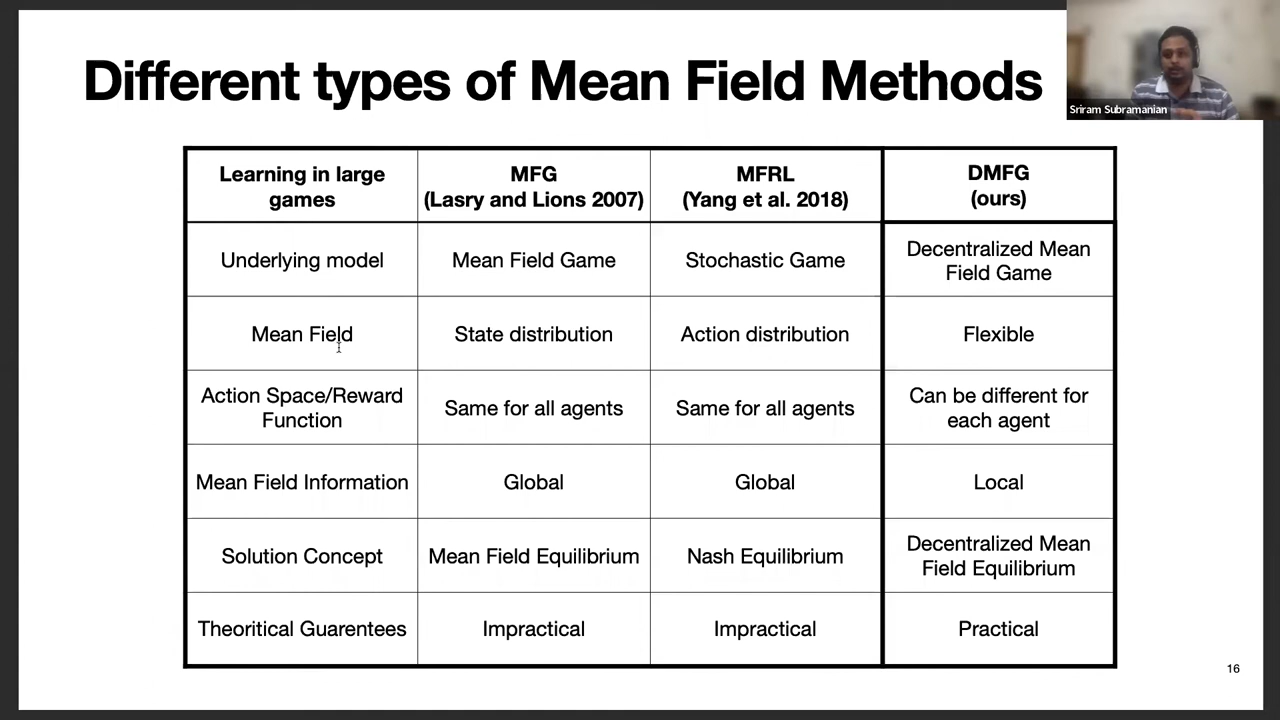 Different types of Mean Field Methods
Sriram Subramanian
Learning in large
games
MFG
(Lasry and Lions 2007)
MFRL
(Yang et al. 2018)
DMFG
(ours)
Underlying model
Mean Field Game
Stochastic Game
Decentralized Mean
Field Game
Mean Field
State distribution
Action distribution
Flexible
Action Space/Reward
Function
Same for all agents
Same for all agents
Can be different for
each agent
Mean Field Information
Global
Global
Local
Solution Concept
Mean Field Equilibrium
Nash Equilibrium
Decentralized Mean
Field Equilibrium
Theoritical Guarentees
Impractical
Impractical
Practical
16